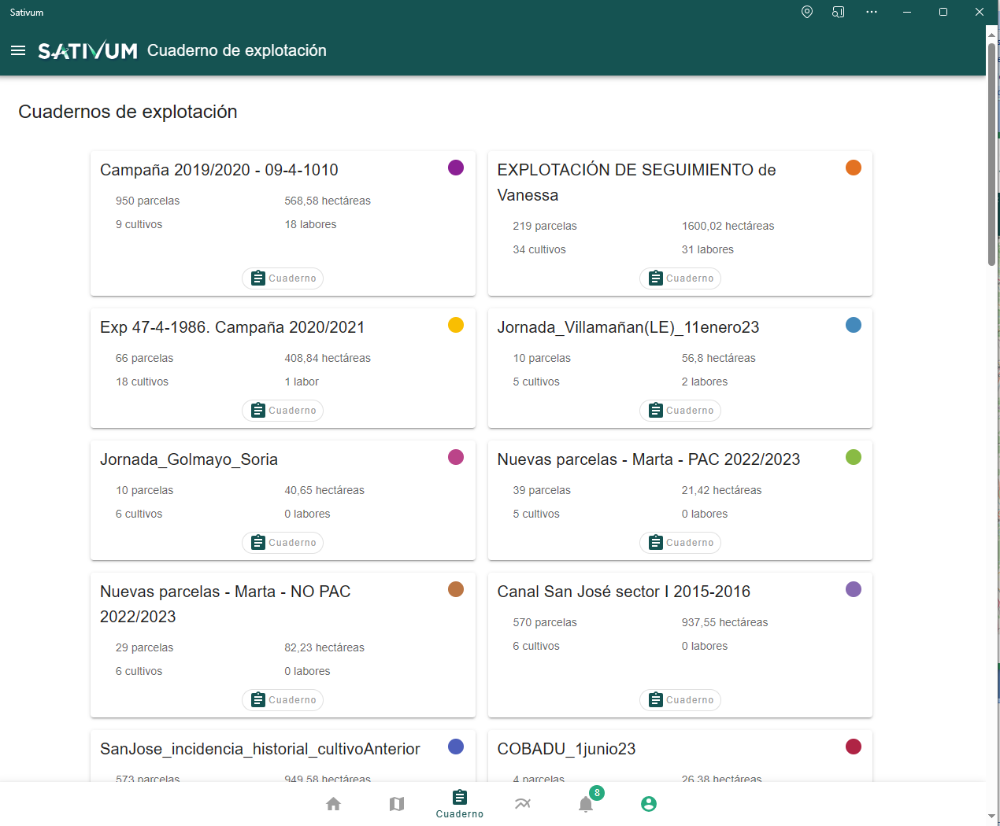 Sativum
SATIVUM Cuaderno de explotación
Cuadernos de explotación
Campaña 2019/2020 - 09-4-1010
950 parcelas 568,58 hectáreas
9 cultivos 18 labores
Cuaderno
EXPLOTACIÓN DE SEGUIMIENTO de
Vanessa
219 parcelas 1600,02 hectáreas
34 cultivos 31 labores
Cuaderno
Exp 47-4-1986. Campaña 2020/2021
66 parcelas 408,84 hectáreas
18 cultivos 1 labor
Cuaderno
Jornada_Villamañan(LE)_11enero23
10 parcelas 56,8 hectáreas
5 cultivos 2 labores
Cuaderno
Jornada_Golmayo_Soria
10 parcelas 40,65 hectáreas
6 cultivos 0 labores
Cuaderno
Nuevas parcelas - Marta - PAC 2022/2023
39 parcelas 21,42 hectáreas
5 cultivos 0 labores
Cuaderno
Nuevas parcelas - Marta - NO PAC
2022/2023
29 parcelas 82,23 hectáreas
6 cultivos 0 labores
Cuaderno
Canal San José sector I 2015-2016
570 parcelas 937,55 hectáreas
6 cultivos 0 labores
Cuaderno
SanJose_incidencia_historial_cultivoAnterior
573 parcelas 949,58 hectáreas
COBADU_1junio23
4 parcelas 26,38 hectáreas
Cuaderno
8